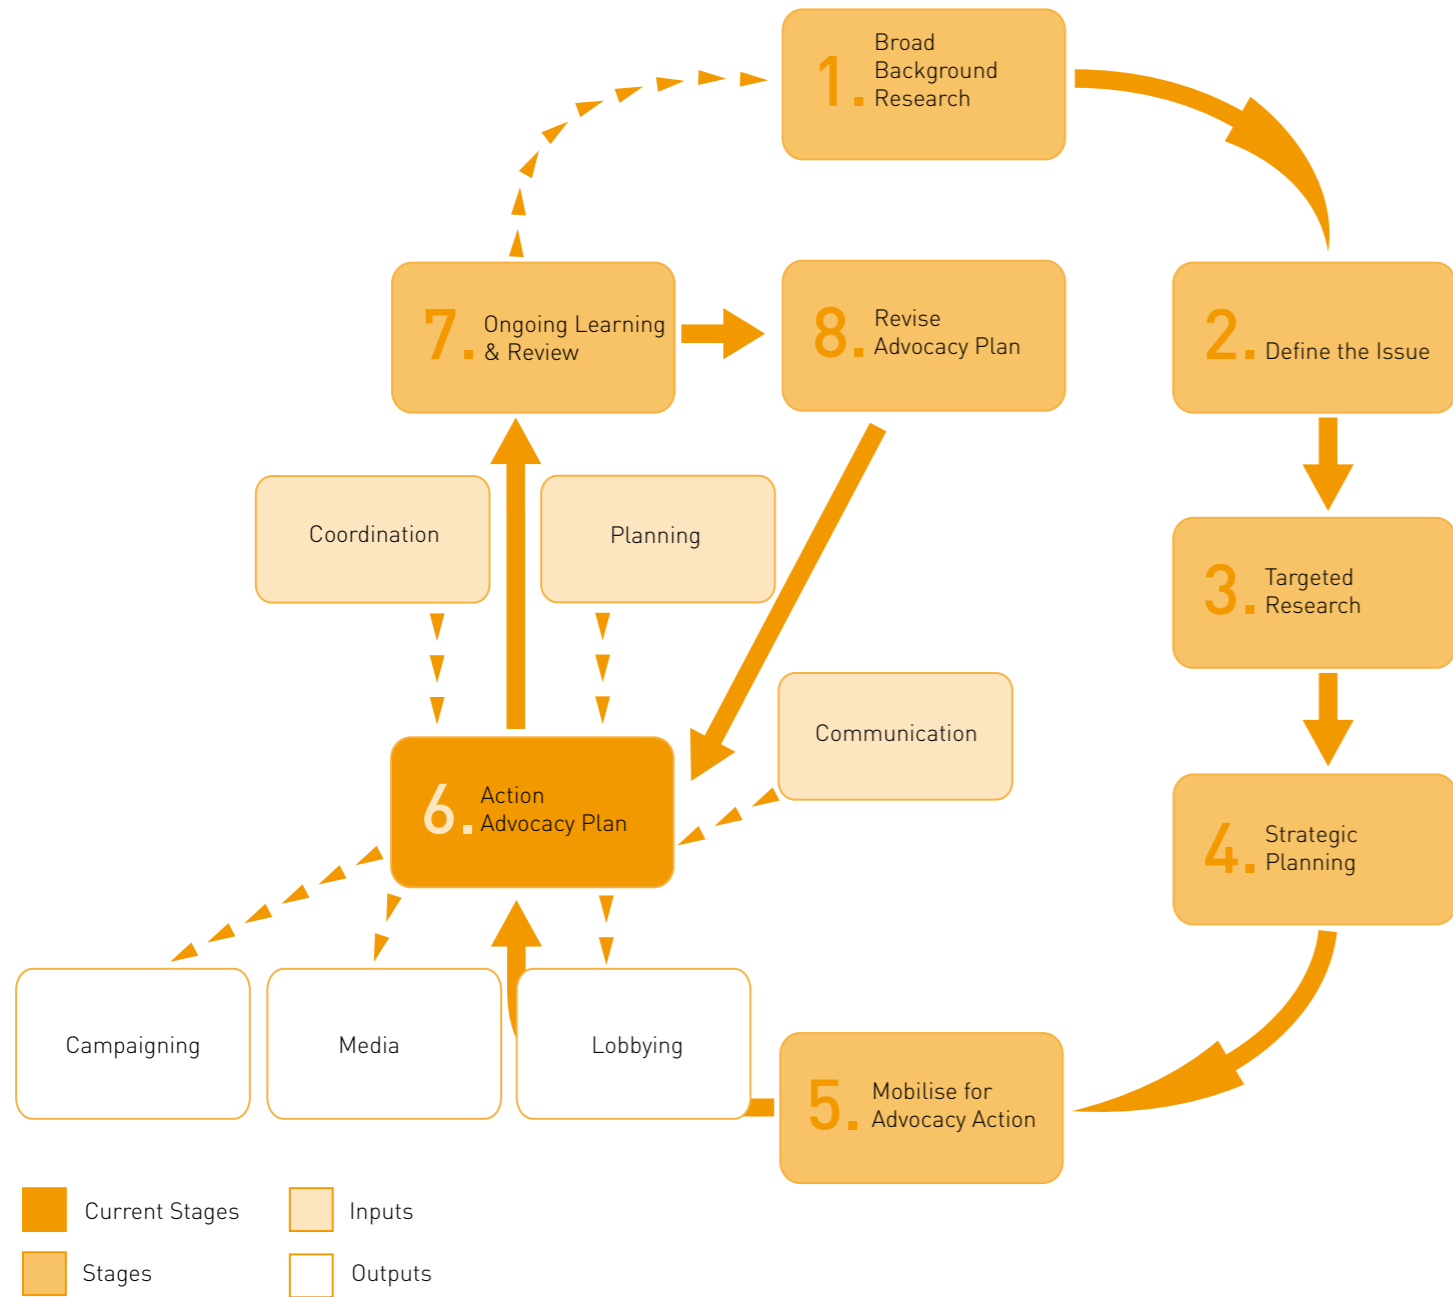 1.
Broad
Background
Research
7.
Ongoing Learning
& Review
8.
Revise
Advocacy Plan
2.
Define the Issue
Coordination
Planning
3.
Targeted
Research
Communication
6.
Action
Advocacy Plan
4.
Strategic
Planning
Campaigning
Media
Lobbying
5.
Mobilise for
Advocacy Action
Current Stages
Inputs
Stages
Outputs